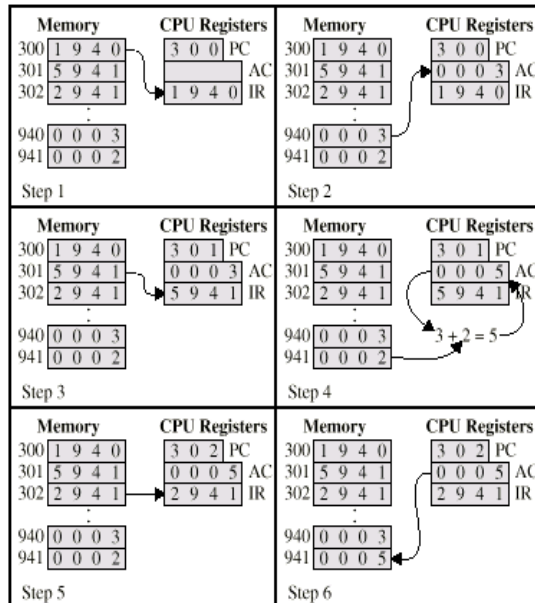 Memory CPU Registers
300 1 9 4 0 3 0 0 PC
301 5 9 4 1 AC
302 2 9 4 1 1 9 4 0 IR
940 0 0 0 3
941 0 0 0 2
Step 1
Memory CPU Registers
300 1 9 4 0 3 0 0 PC
301 5 9 4 1 0 0 0 3 AC
302 2 9 4 1 1 9 4 0 IR
940 0 0 0 3
941 0 0 0 2
Step 2
Memory CPU Registers
300 1 9 4 0 3 0 1 PC
301 5 9 4 1 0 0 0 3 AC
302 2 9 4 1 5 9 4 1 IR
940 0 0 0 3
941 0 0 0 2
Step 3
Memory CPU Registers
300 1 9 4 0 3 0 1 PC
301 5 9 4 1 0 0 0 5 AC
302 2 9 4 1 5 9 4 1 IR
940 0 0 0 3 3 + 2 = 5
941 0 0 0 2
Step 4
Memory CPU Registers
300 1 9 4 0 3 0 2 PC
301 5 9 4 1 0 0 0 5 AC
302 2 9 4 1 2 9 4 1 IR
940 0 0 0 3
941 0 0 0 2
Step 5
Memory CPU Registers
300 1 9 4 0 3 0 2 PC
301 5 9 4 1 0 0 0 5 AC
302 2 9 4 1 2 9 4 1 IR
940 0 0 0 3
941 0 0 0 5
Step 6